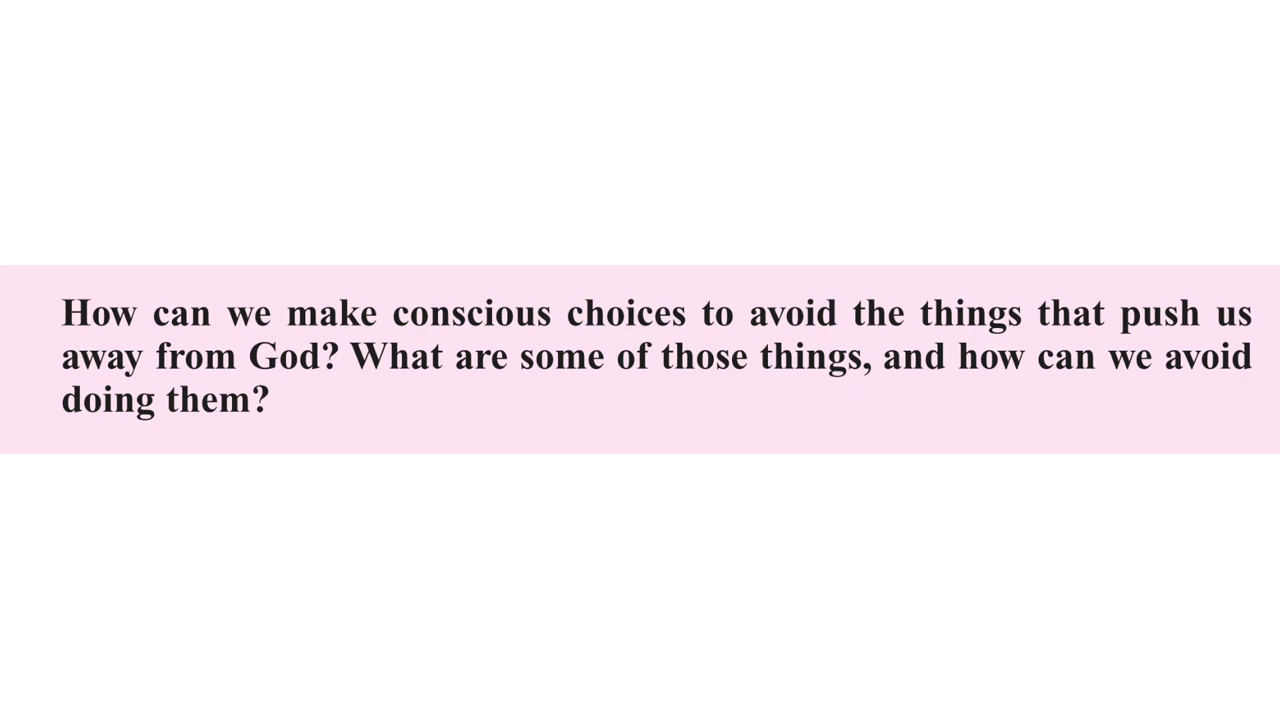 How can we make conscious choices to avoid the things that push us
away from God? What are some of those things, and how can we avoid
doing them?